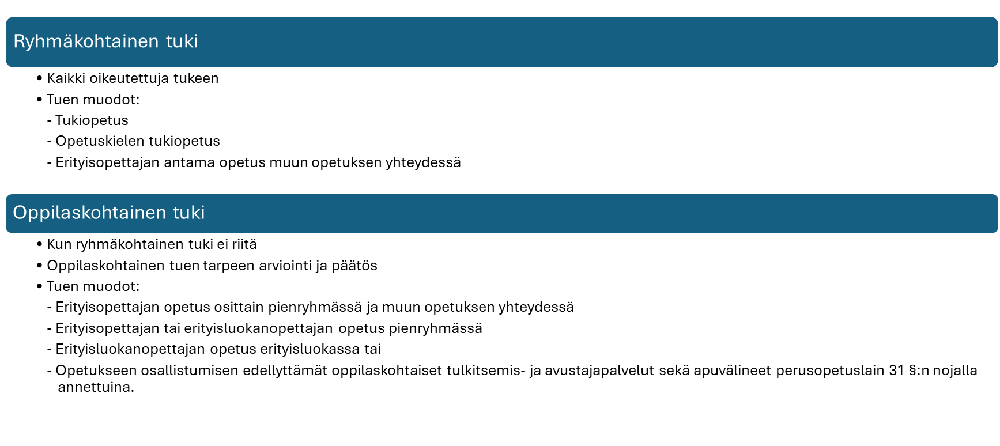 Ryhmäkohtainen tuki
• Kaikki oikeutettuja tukeen
• Tuen muodot:
- Tukiopetus
- Opetuskielen tukiopetus
- Erityisopettajan antama opetus muun opetuksen yhteydessä
Oppilaskohtainen tuki
• Kun ryhmäkohtainen tuki ei riitä
• Oppilaskohtainen tuen tarpeen arviointi ja päätös
• Tuen muodot:
- Erityisopettajan opetus osittain pienryhmässä ja muun opetuksen yhteydessä
- Erityisopettajan tai erityisluokanopettajan opetus pienryhmässä
- Erityisluokanopettajan opetus erityisluokassa tai
- Opetukseen osallistumisen edellyttämät oppilaskohtaiset tulkitsemis- ja avustajapalvelut sekä apuvälineet perusopetuslain 31 §:n nojalla
annettuina.